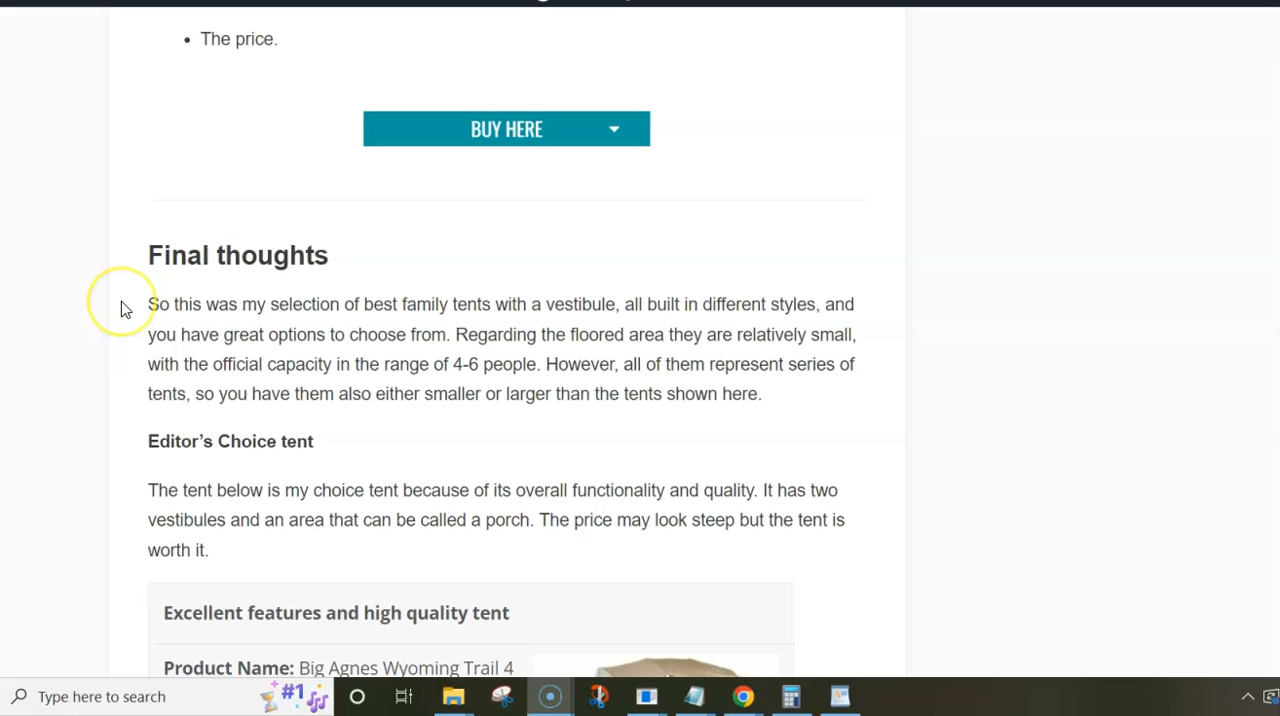 The price.
BUY HERE
Final thoughts
So this was my selection of best family tents with a vestibule, all built in different styles, and
you have great options to choose from. Regarding the floored area they are relatively small,
with the official capacity in the range of 4-6 people. However, all of them represent series of
tents, so you have them also either smaller or larger than the tents shown here.
Editor's Choice tent
The tent below is my choice tent because of its overall functionality and quality. It has two
vestibules and an area that can be called a porch. The price may look steep but the tent is
worth it.
Excellent features and high quality tent
Product Name: Big Agnes Wyoming Trail 4
Type here to search
#1